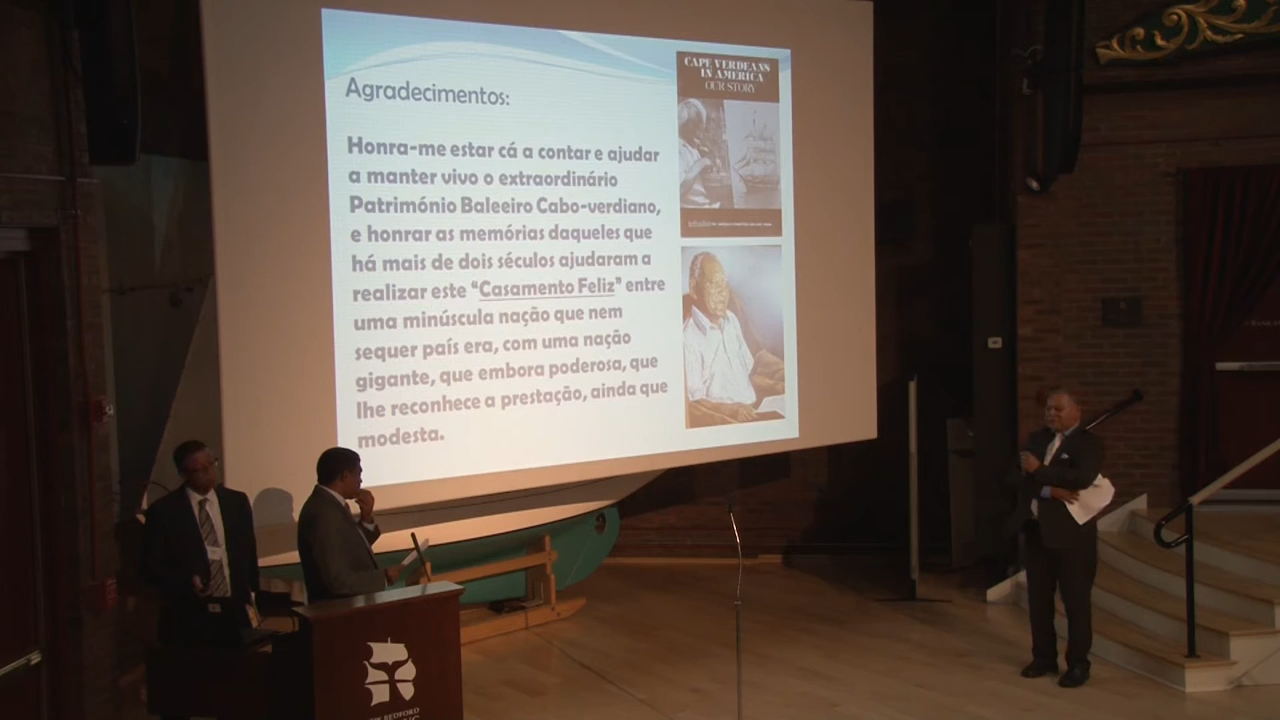 Agradecimentos:
Honra-me estar cá a contar e ajudar
a manter vivo o extraordinário
Património Baleeiro Cabo-verdiano,
e honrar as memórias daqueles que
há mais de dois séculos ajudaram a
realizar este “Casamento Feliz” entre
uma minúscula nação que nem
sequer país era, com uma nação
gigante, que embora poderosa, que
lhe reconhece a prestação, ainda que
modesta.
CAPE VERDEANS
IN AMERICA
OUR STORY
BEDFORD